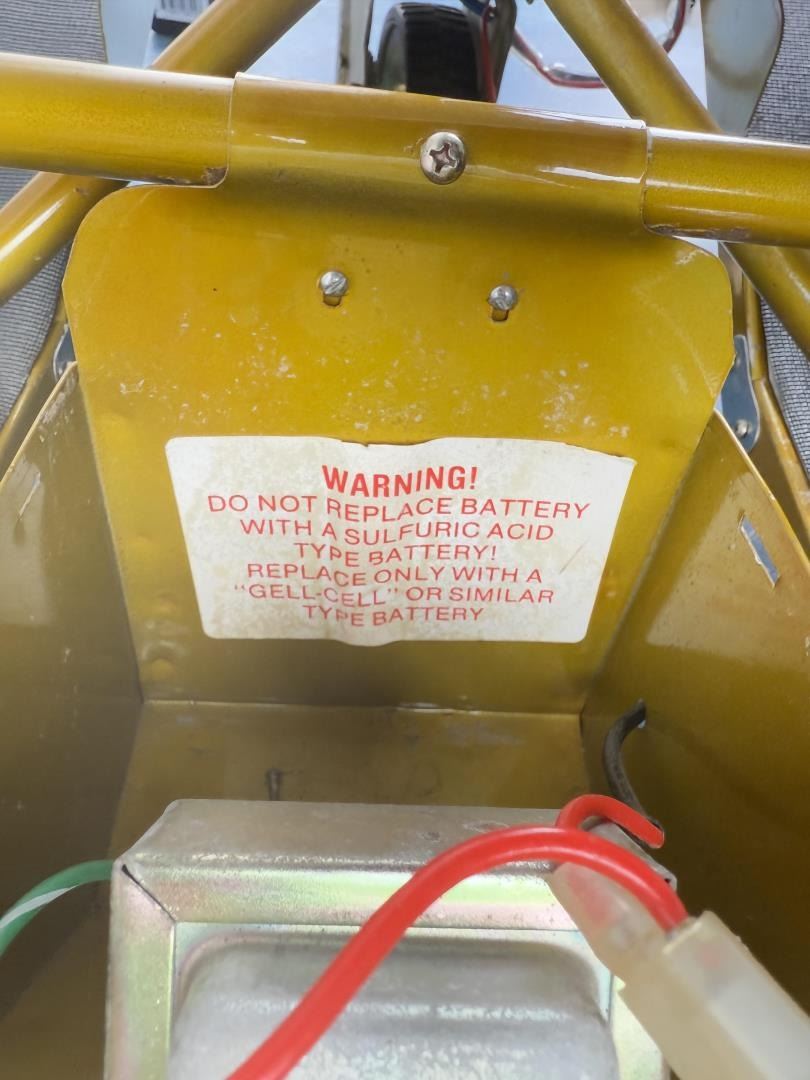 WARNING!
DO NOT REPLACE BATTERY
WITH A SULFURIC ACID
TYPE BATTERY!
REPLACE ONLY WITH A
"GELL-CELL" OR SIMILAR
TYPE BATTERY